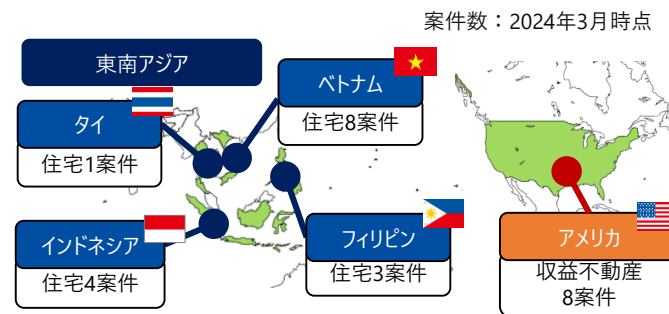 案件数：2024年3月時点
東南アジア
ベトナム
住宅8案件
タイ
住宅1案件
インドネシア
住宅4案件
フィリピン
住宅3案件
アメリカ
収益不動産
8案件